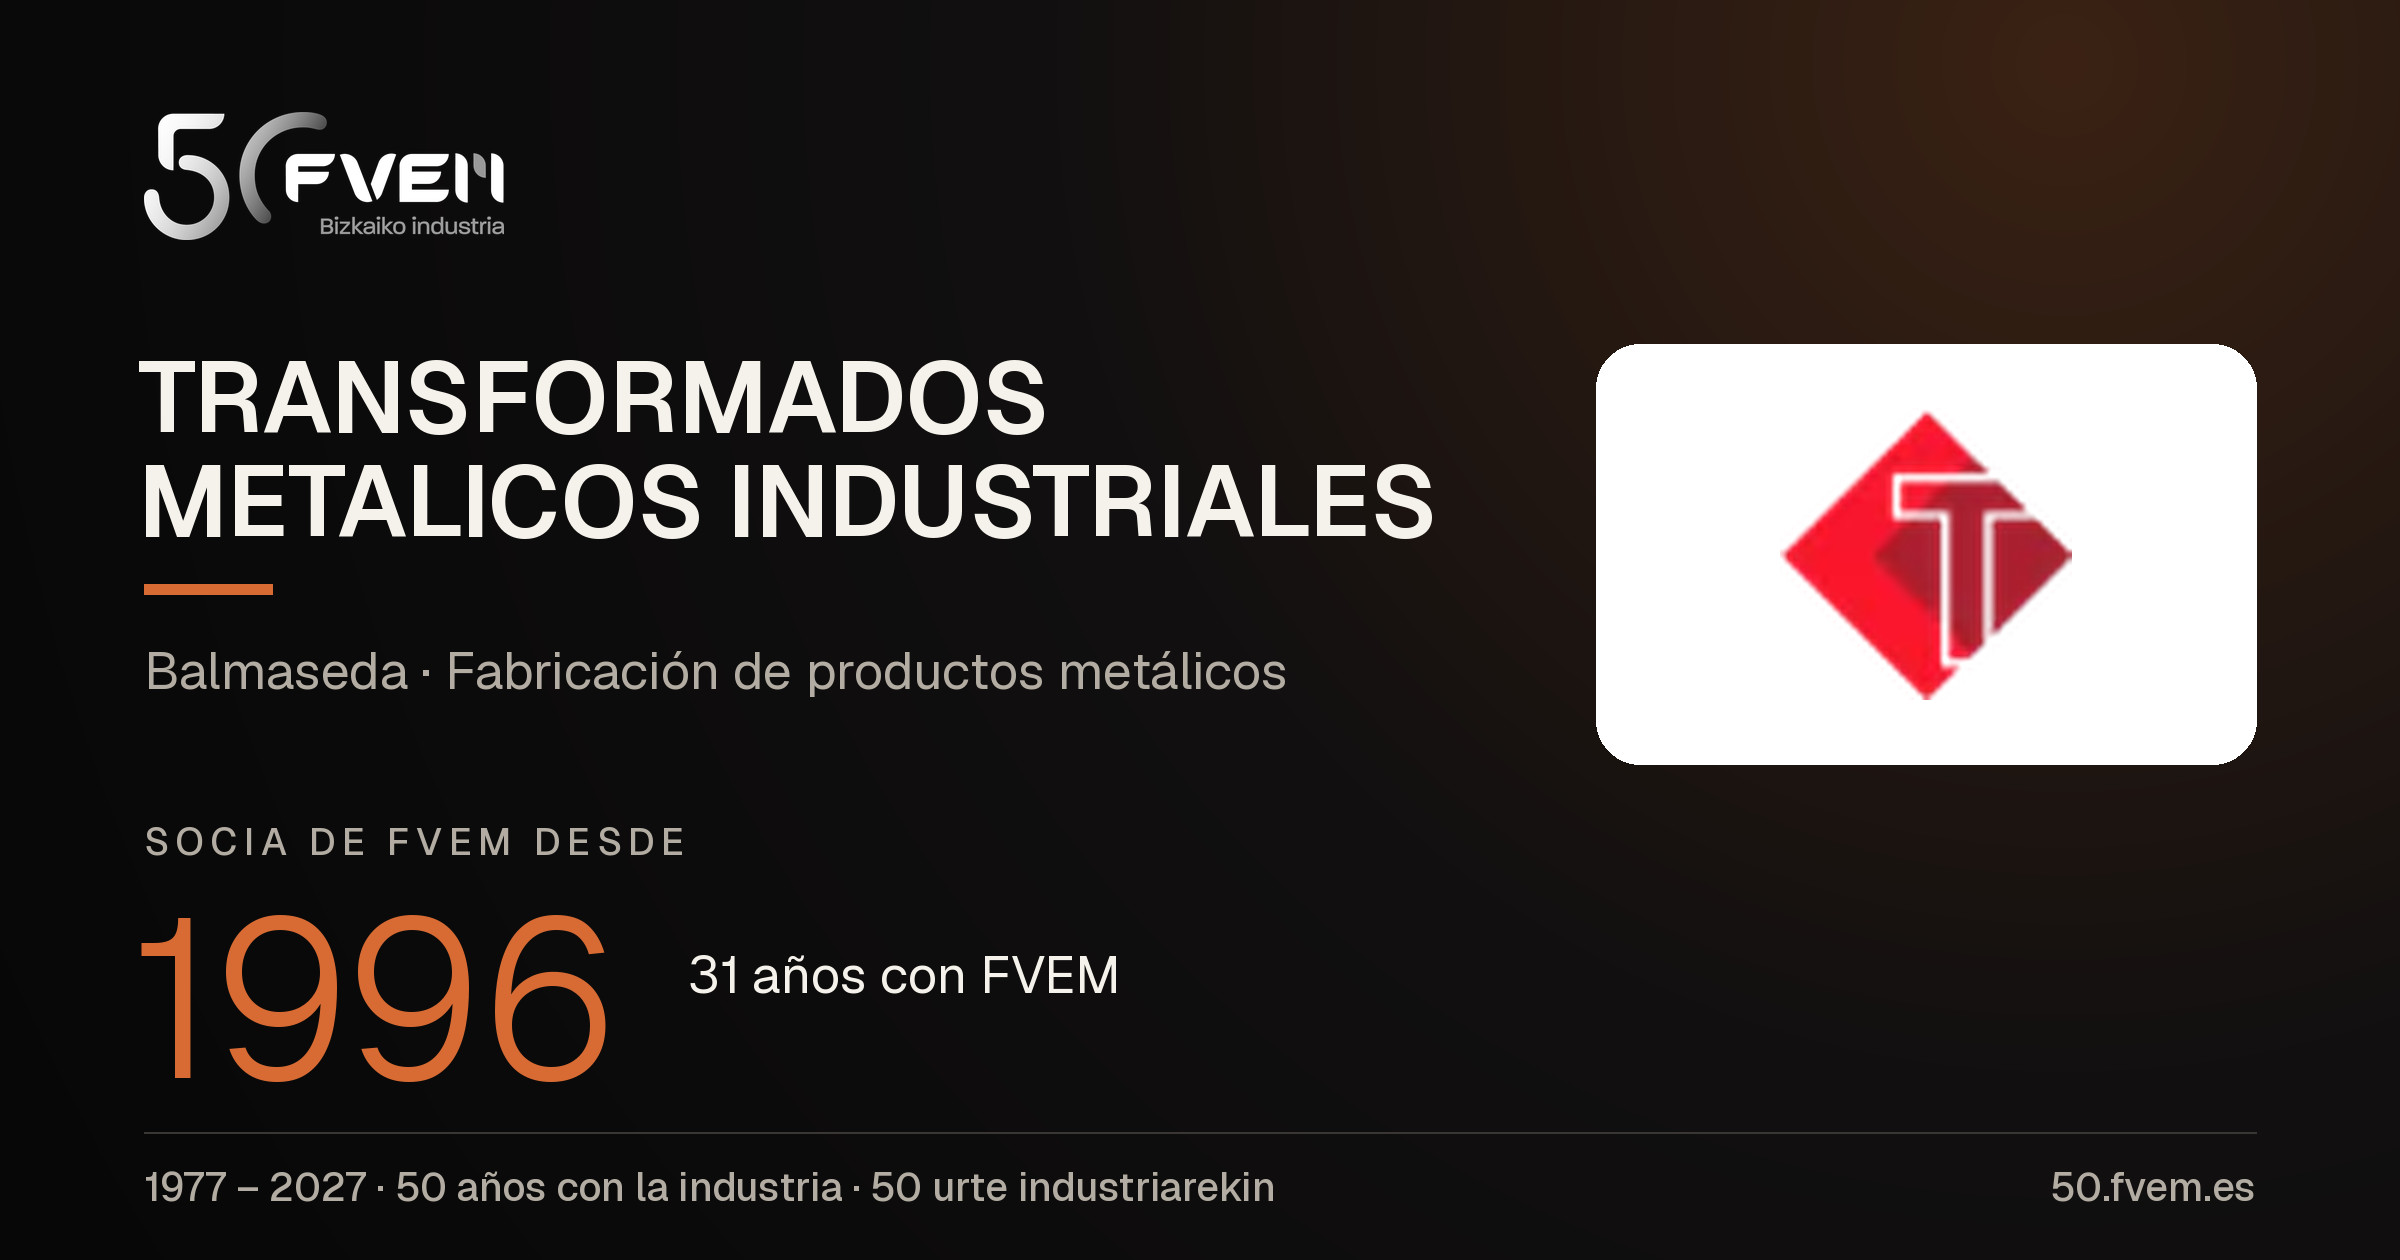 50 FVEM
Bizkaiko industria
TRANSFORMADOS
METALICOS INDUSTRIALES
Balmaseda · Fabricación de productos metálicos
SOCIA DE FVEM DESDE
1996
31 años con FVEM
T
1977 – 2027 · 50 años con la industria · 50 urte industriarekin
50.fvem.es